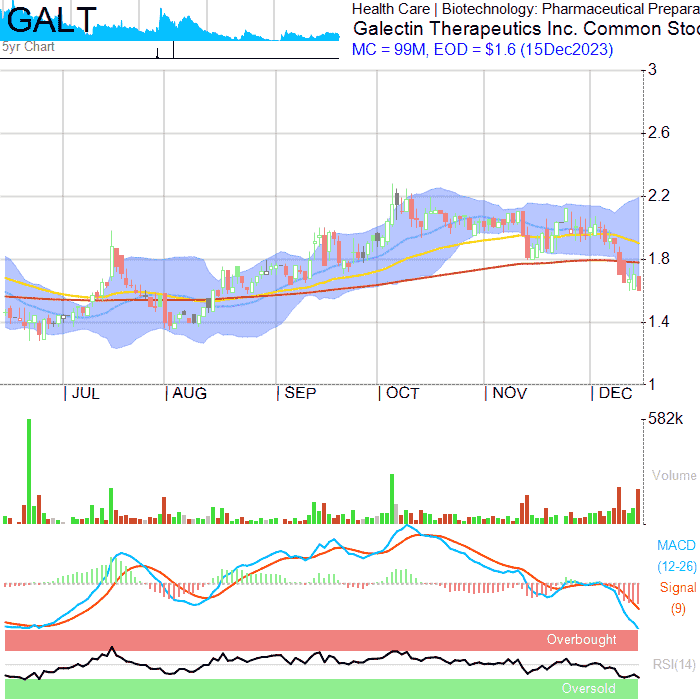 GALT
5yr Chart
Health Care | Biotechnology: Pharmaceutical Prepara
Galectin Therapeutics Inc. Common Stoc
MC = 99M, EOD = $1.6 (15Dec2023)
3
2.6
2.2
1.8
1.4
1
JUL AUG SEP OCT NOV DEC
582k
Volume
MACD
(12-26)
Signal
(9)
Overbought
RSI(14)
Oversold